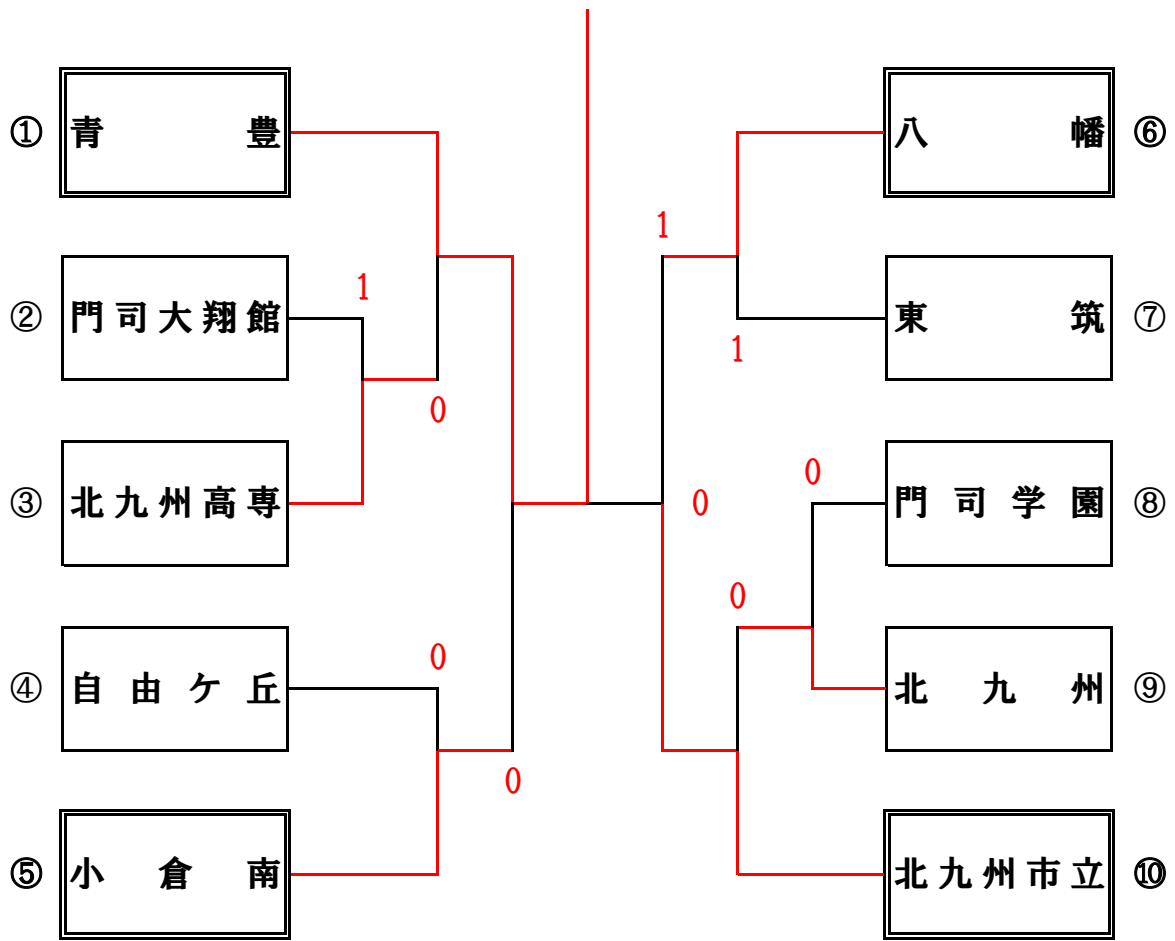 ① 青豊
② 門司大翔館
1
0
③ 北九州高専
④ 自由ケ丘
0
0
⑤ 小倉南
八幡 ⑥
1
東筑 ⑦
1
門司学園 ⑧
0
0
0
北九州 ⑨
北九州市立 ⑩